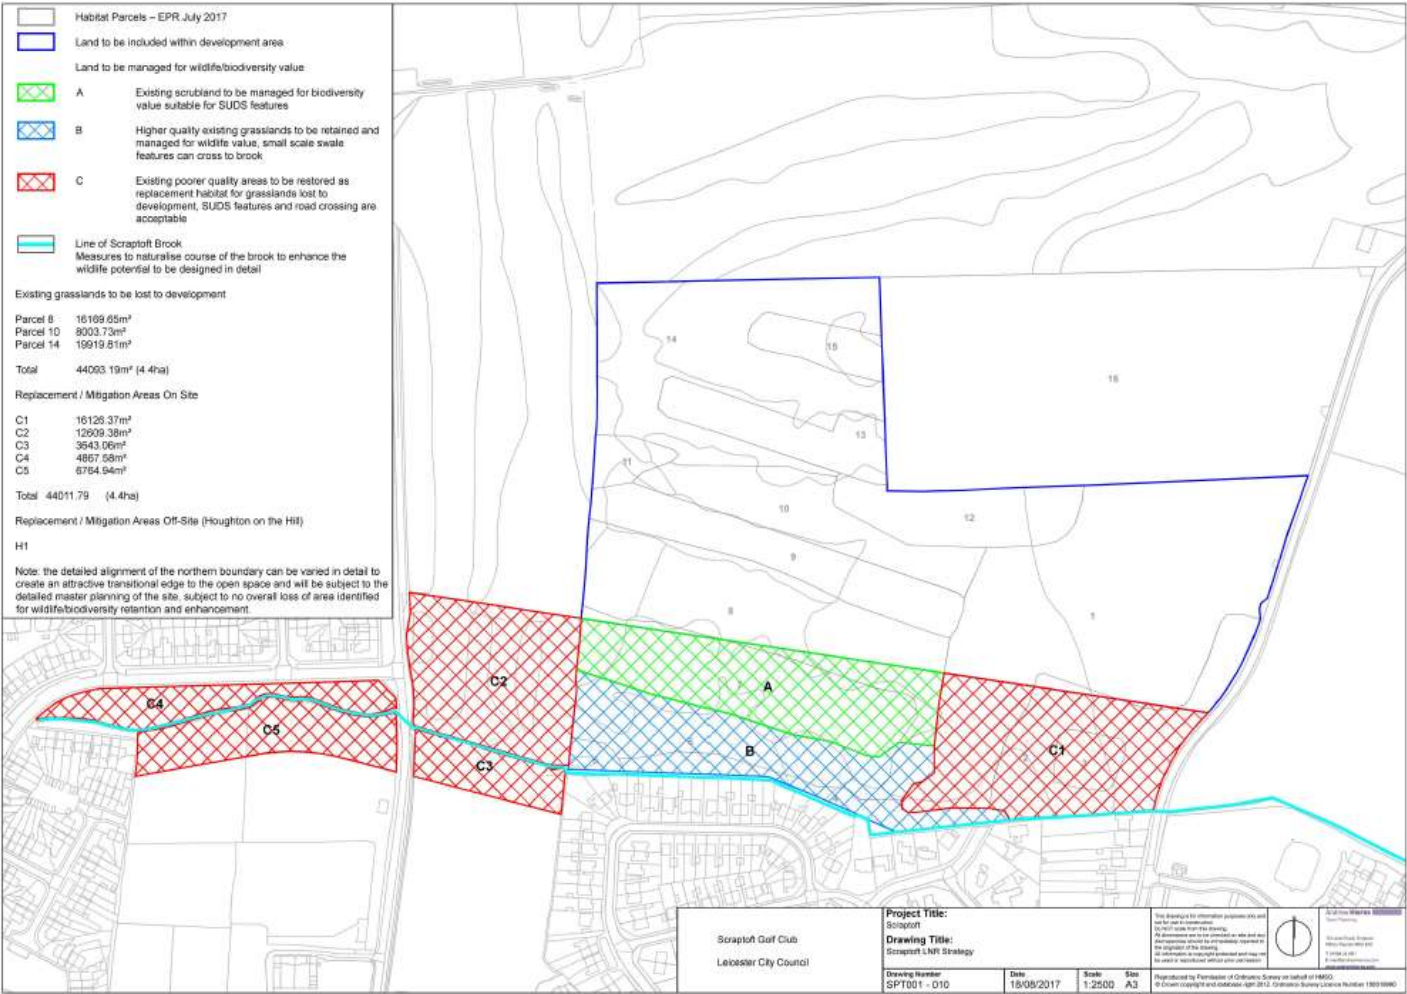 Habitat Parcels – EPR July 2017
Land to be included within development area
Land to be managed for wildlife/biodiversity value
A Existing scrubland to be managed for biodiversity
value suitable for SUDS features
B Higher quality existing grasslands to be retained and
managed for wildlife value, small scale swale
features can cross to brook
C Existing poorer quality areas to be restored as
replacement habitat for grasslands lost to
development, SUDS features and road crossing are
acceptable
Line of Scraptoft Brook
Measures to naturalise course of the brook to enhance the
wildlife potential to be designed in detail
Existing grasslands to be lost to development
Parcel 8 16169.65m²
Parcel 10 8003.73m²
Parcel 14 19919.81m²
Total 44093.19m² (4.4ha)
Replacement / Mitigation Areas On Site
C1 16126.37m²
C2 12609.38m²
C3 3643.06m²
C4 4867.58m²
C5 6764.94m²
Total 44011.79 (4.4ha)
Replacement / Mitigation Areas Off-Site (Houghton on the Hill)
H1
Note: the detailed alignment of the northern boundary can be varied in detail to
create an attractive transitional edge to the open space and will be subject to the
detailed master planning of the site, subject to no overall loss of area identified
for wildlife/biodiversity retention and enhancement.
14
15
16
13
11
10
12
9
8
1
C2
A
C4
C5
B
C1
C3
Scraptoft Golf Club
Leicester City Council
Project Title:
Scraptoft
Drawing Title:
Scraptoft LNR Strategy
Drawing Number
SPT001 - 010
Date
18/08/2017
Scale
1:2500
Size
A3
Reproduced by Permission of Ordnance Survey on behalf of HMSO.